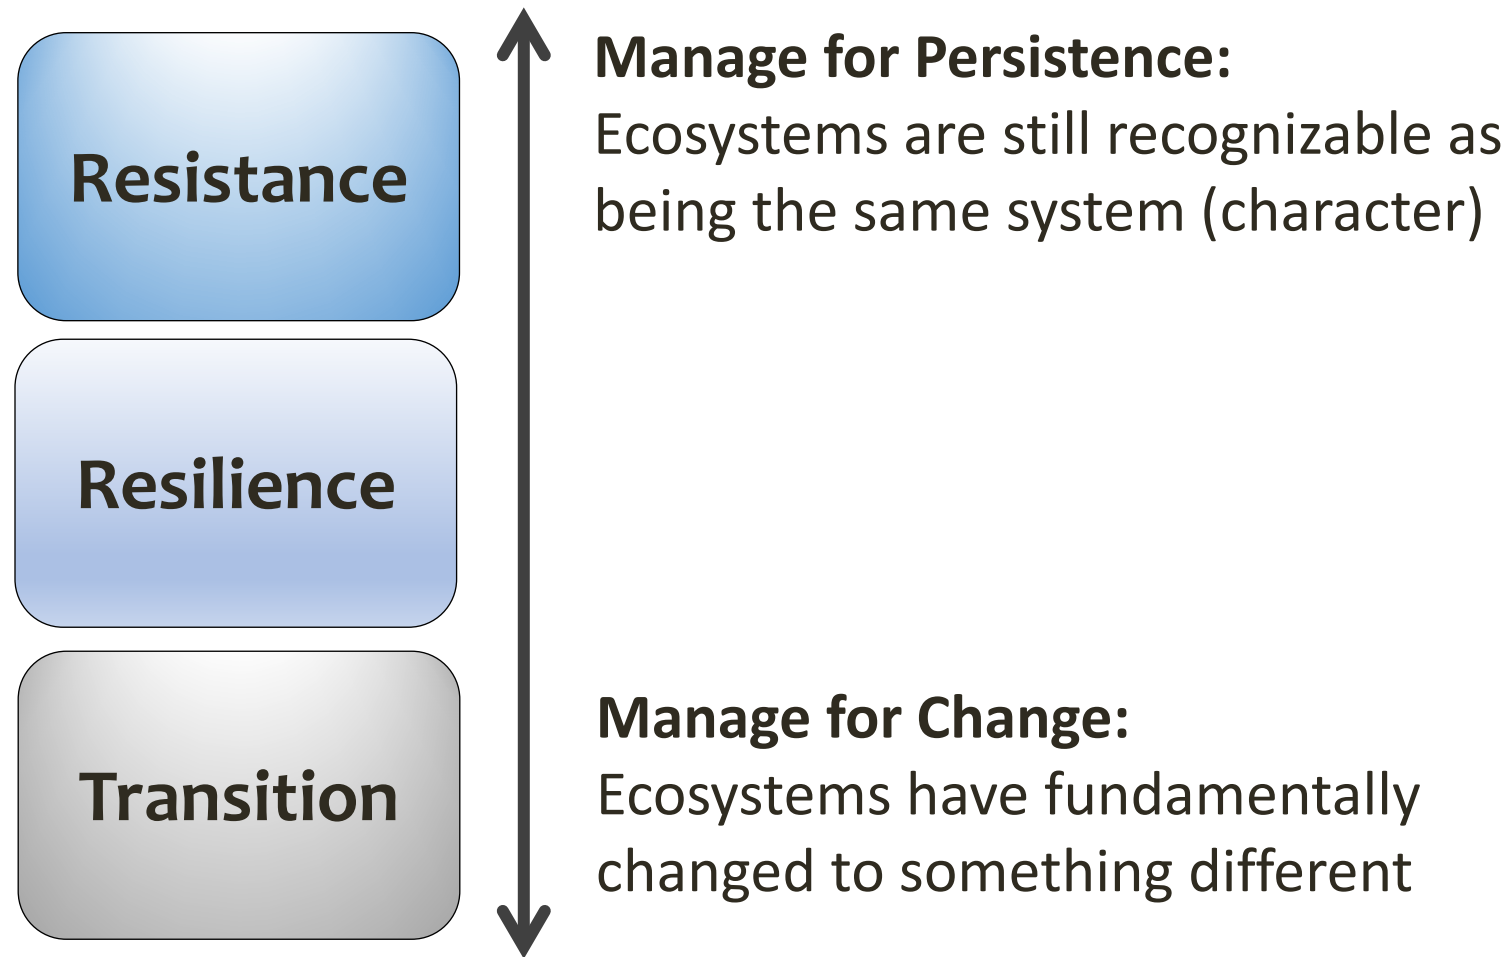 Resistance
Manage for Persistence:
Ecosystems are still recognizable as
being the same system (character)
Resilience
Transition
Manage for Change:
Ecosystems have fundamentally
changed to something different